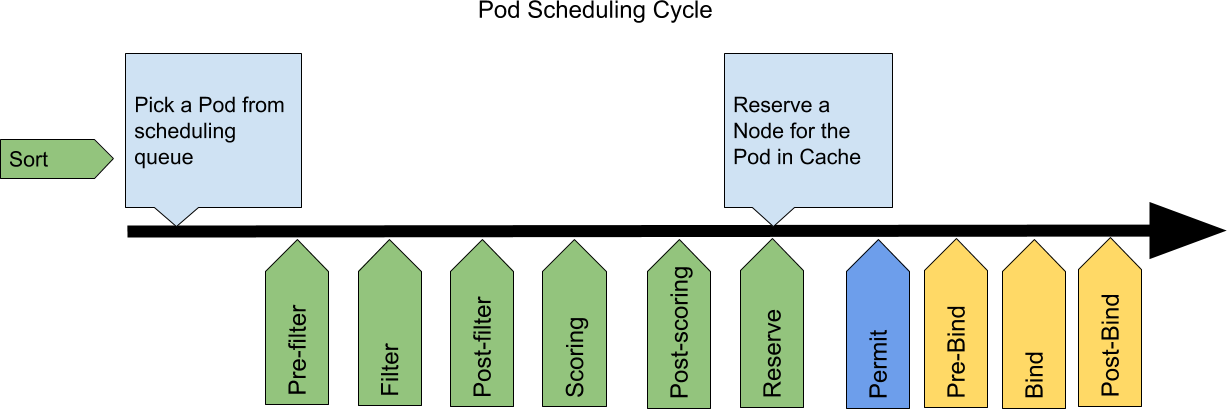 Pod Scheduling Cycle
Sort
Pick a Pod from
scheduling
queue
Reserve a
Node for the
Pod in Cache
Pre-filter
Filter
Post-filter
Scoring
Post-scoring
Reserve
Permit
Pre-Bind
Bind
Post-Bind